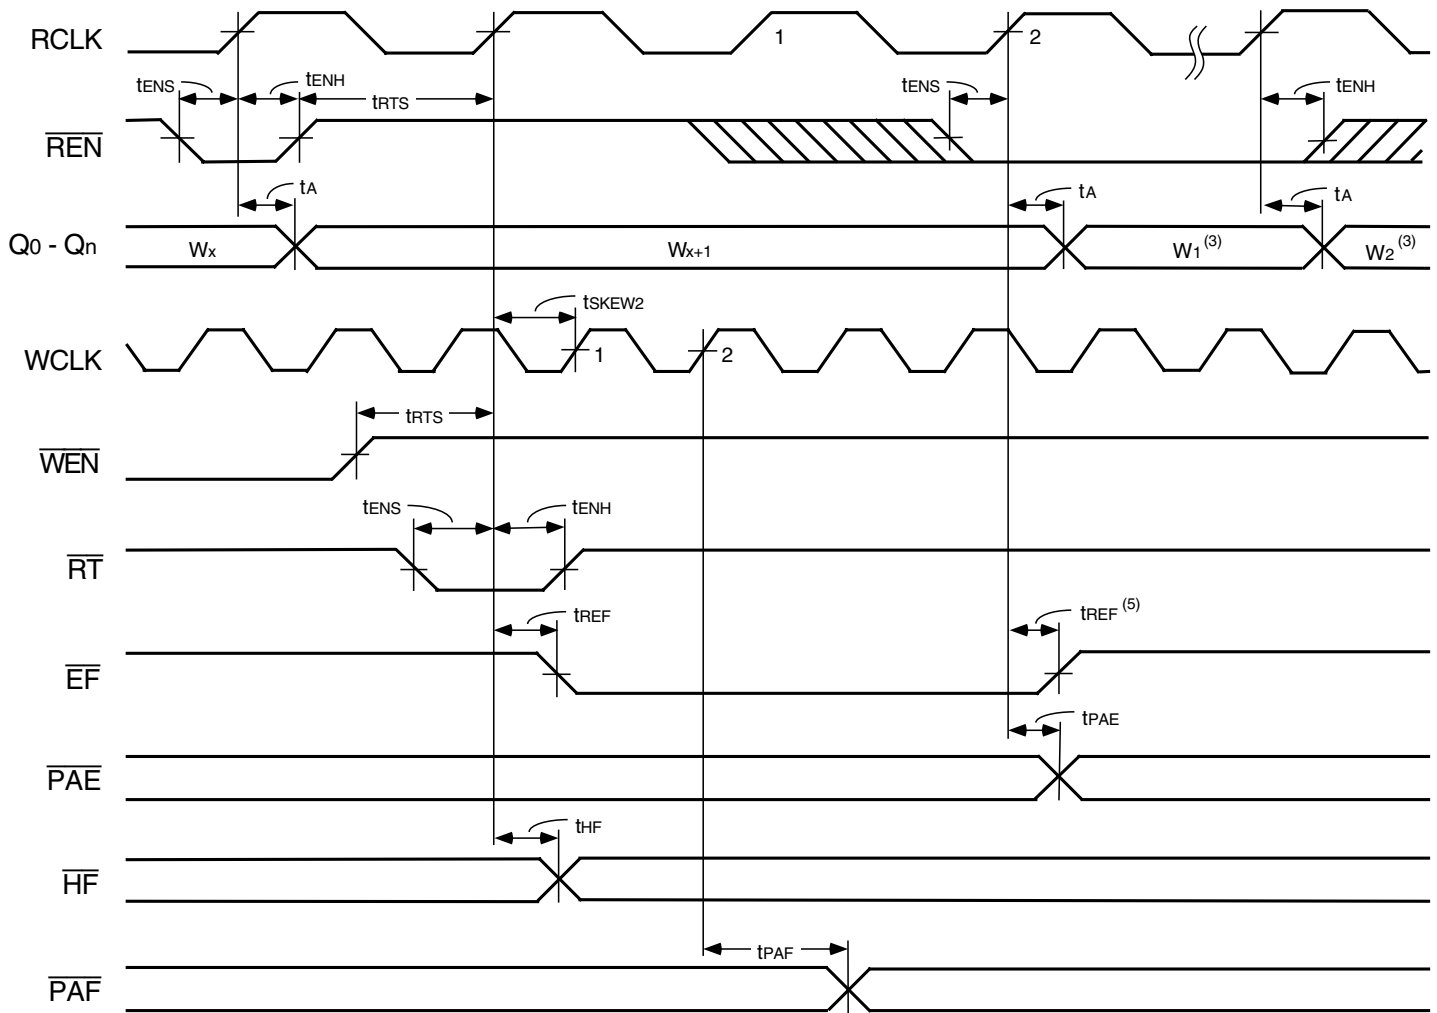 RCLK 1 2
tENS tENH tRTS tENS tENH
REN
tA tA tA
Q0 - Qn Wx Wx+1 W1(3) W2(3)
tSKEW2
WCLK 1 2
tRTS
WEN
tENS tENH
RT
tREF tREF (5)
EF
tPAE
PAE
tHF
HF
tPAF
PAF